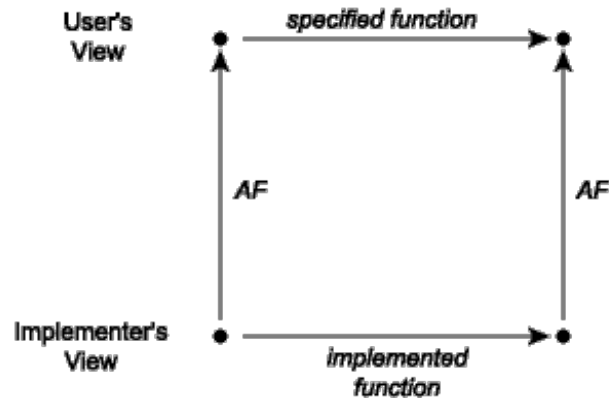 User's
View
specified function
AF
AF
Implementer's
View
implemented
function